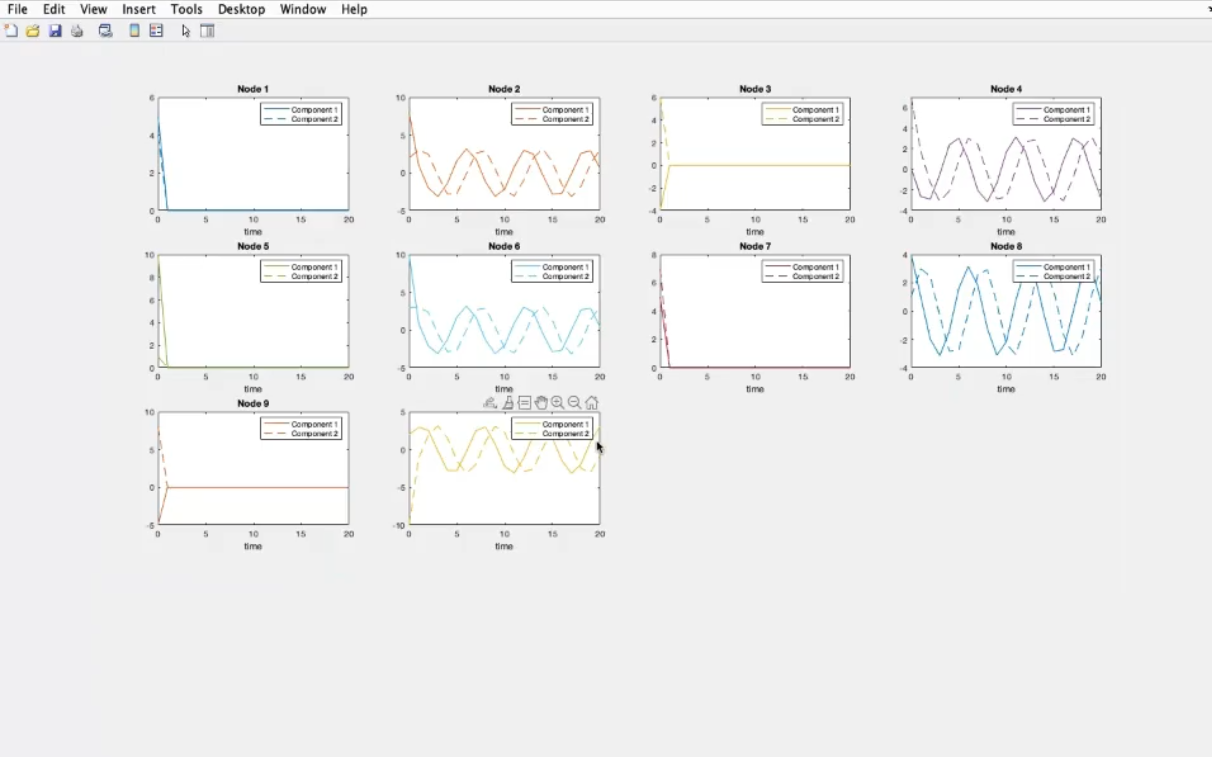 File Edit View Insert Tools Desktop Window Help
Node 1
Component 1
Component 2
6
4
2
0
0 5 10 15 20
time
Node 2
Component 1
Component 2
10
5
0
-5
0 5 10 15 20
time
Node 3
Component 1
Component 2
6
4
2
0
-2
-4
0 5 10 15 20
time
Node 4
Component 1
Component 2
6
4
2
0
-2
-4
0 5 10 15 20
time
Node 5
Component 1
Component 2
10
8
6
4
2
0
0 5 10 15 20
time
Node 6
Component 1
Component 2
10
5
0
-5
0 5 10 15 20
time
Node 7
Component 1
Component 2
8
6
4
2
0
0 5 10 15 20
time
Node 8
Component 1
Component 2
4
2
0
-2
-4
0 5 10 15 20
time
Node 9
Component 1
Component 2
10
5
0
-5
0 5 10 15 20
time
Component 1
Component 2
5
0
-5
-10
0 5 10 15 20
time